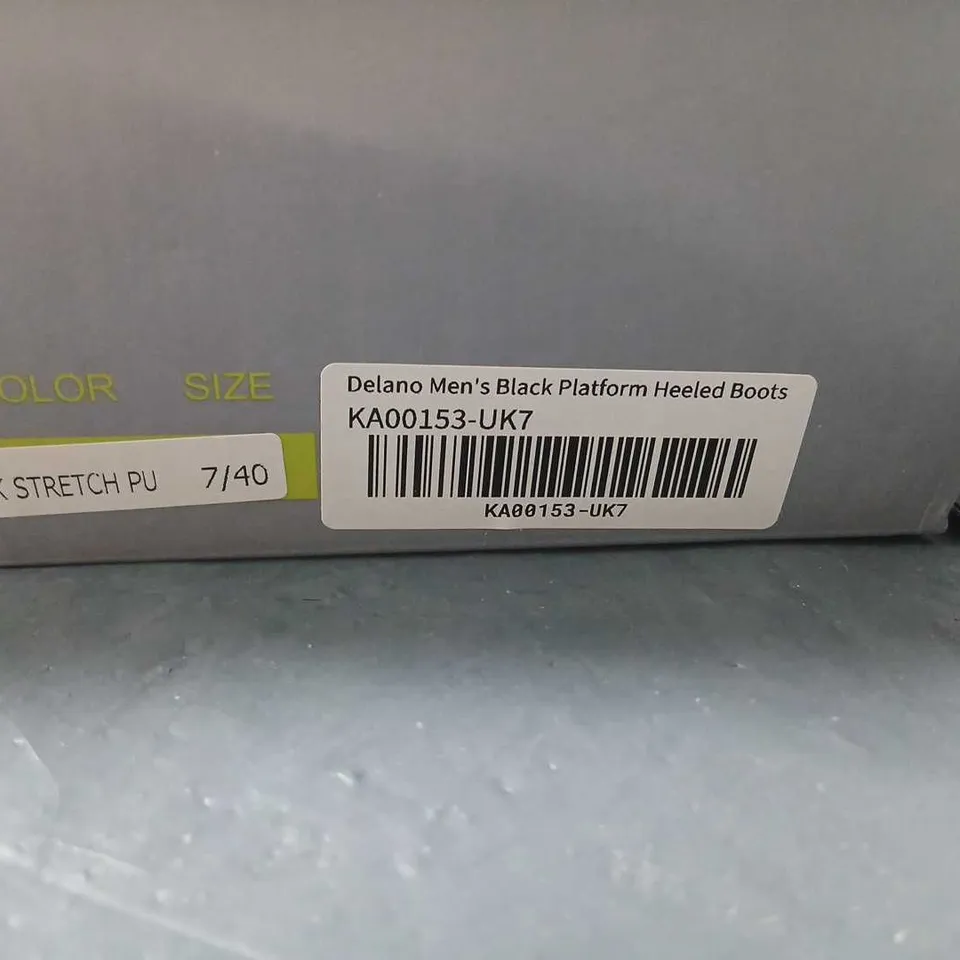 OLOR SIZE
K STRETCH PU 7/40
Delano Men's Black Platform Heeled Boots
KA00153-UK7
KA00153-UK7